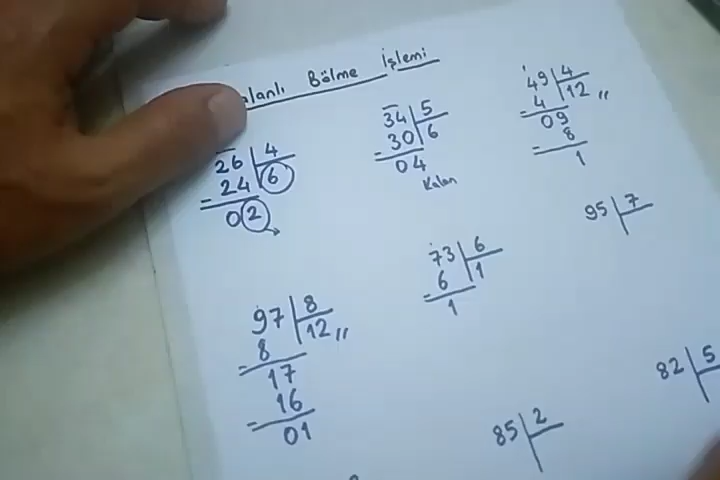 alanlı Bölme İşlemi
26 | 4
- 24 | 6
02
34 | 5
- 30 | 6
04
Kalan
49 | 4
- 4 | 12 ,,
09
- 8
1
97 | 8
- 8 | 12 ,,
17
- 16
01
73 | 6
- 6 | 1
1
95 | 7
85 | 2
82 | 5